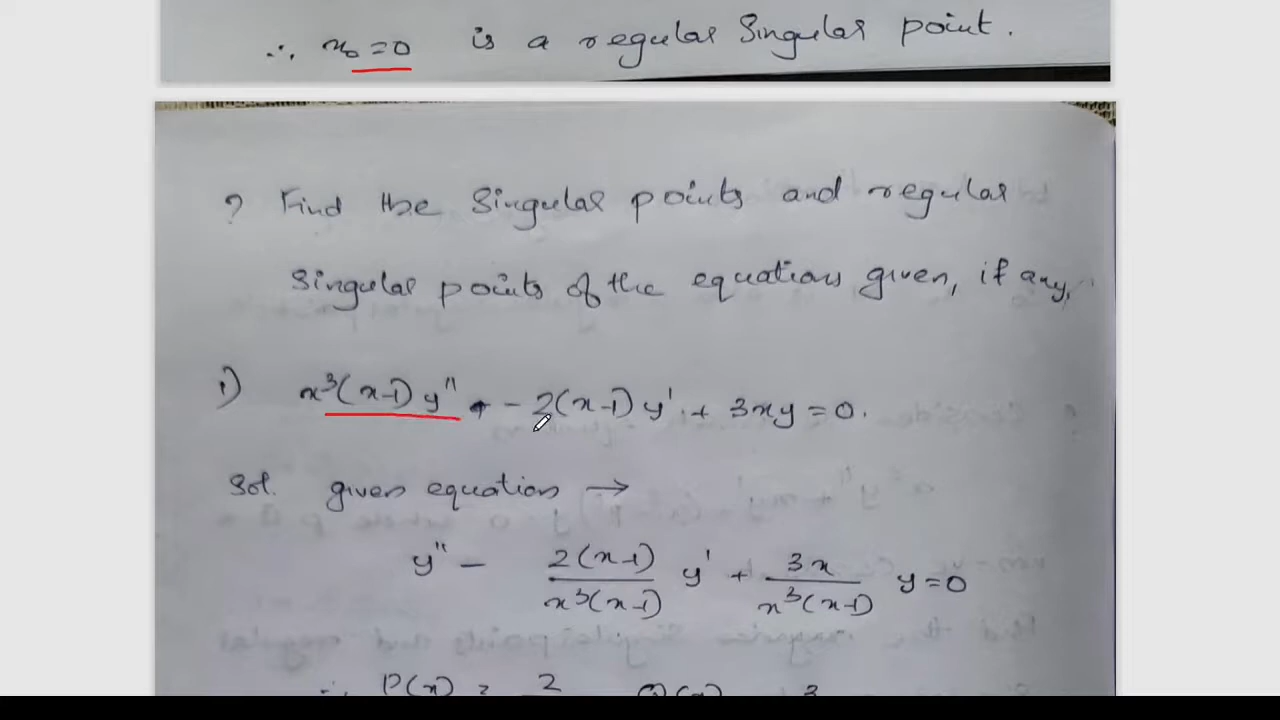 ∴ x₀ = 0 is a regular singular point.
? Find the singular points and regular
singular points of the equations given, if any,
1) x³(x-1)y'' - 2(x-1)y' + 3xy = 0.
Sol. given equation →
y'' - 2(x-1)/x³(x-1) y' + 3x/x³(x-1) y = 0
∴ P(x) = 2 Q(x) 3